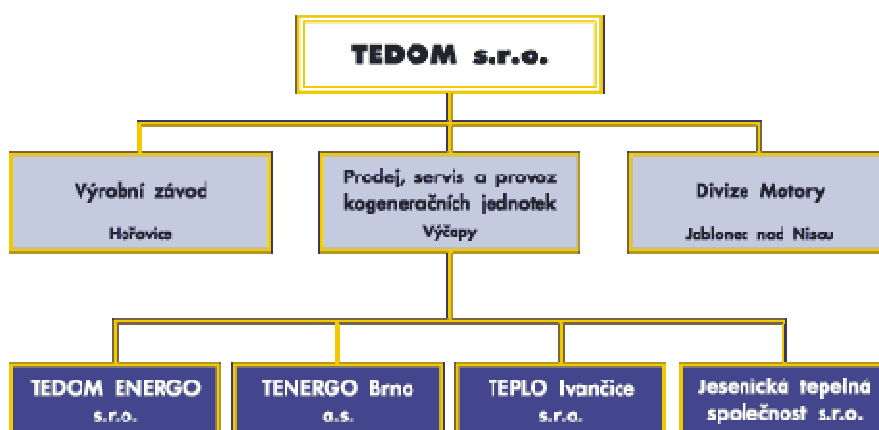 TEDOM s.r.o.
Výrobní závod
Hořovice
Prodej, servis a provoz
kogeneračních jednotek
Výčapy
Divize Motory
Jablonec nad Nisou
TEDOM ENERGO
s.r.o.
TENERGO Brno
a.s.
TEPLO Ivančice
s.r.o.
Jesenická tepelná
společnost s.r.o.